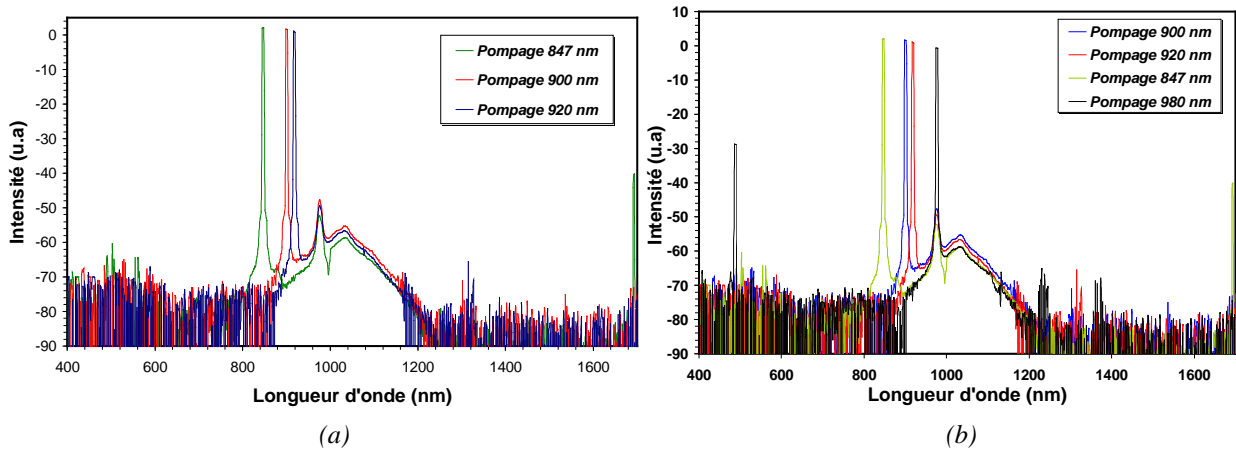 0
-10
-20
-30
-40
-50
-60
-70
-80
-90
400 600 800 1000 1200 1400 1600
Intensité (u.a)
Longueur d'onde (nm)
Pompage 847 nm
Pompage 900 nm
Pompage 920 nm
(a)
10
0
-10
-20
-30
-40
-50
-60
-70
-80
-90
400 600 800 1000 1200 1400 1600
Intensité (u.a)
Longueur d'onde (nm)
Pompage 900 nm
Pompage 920 nm
Pompage 847 nm
Pompage 980 nm
(b)